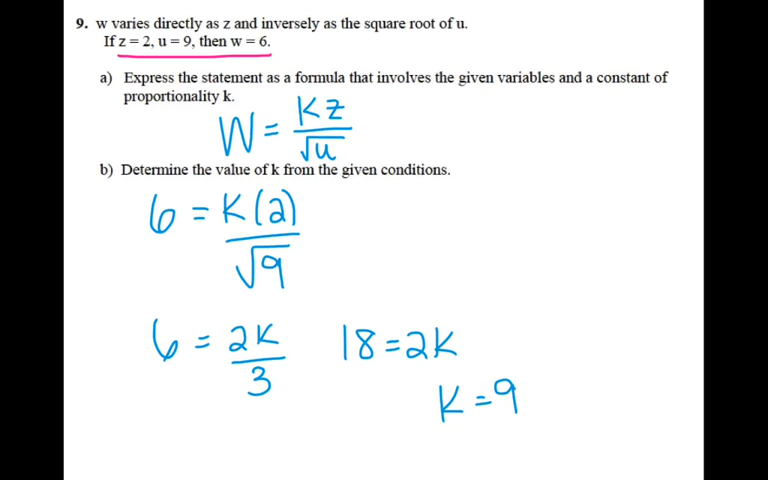 9. w varies directly as z and inversely as the square root of u.
If z = 2, u = 9, then w = 6.
a) Express the statement as a formula that involves the given variables and a constant of
proportionality k.
W = Kz/√u
b) Determine the value of k from the given conditions.
6 = K(2)/√9
6 = 2K/3 18 = 2K
K = 9